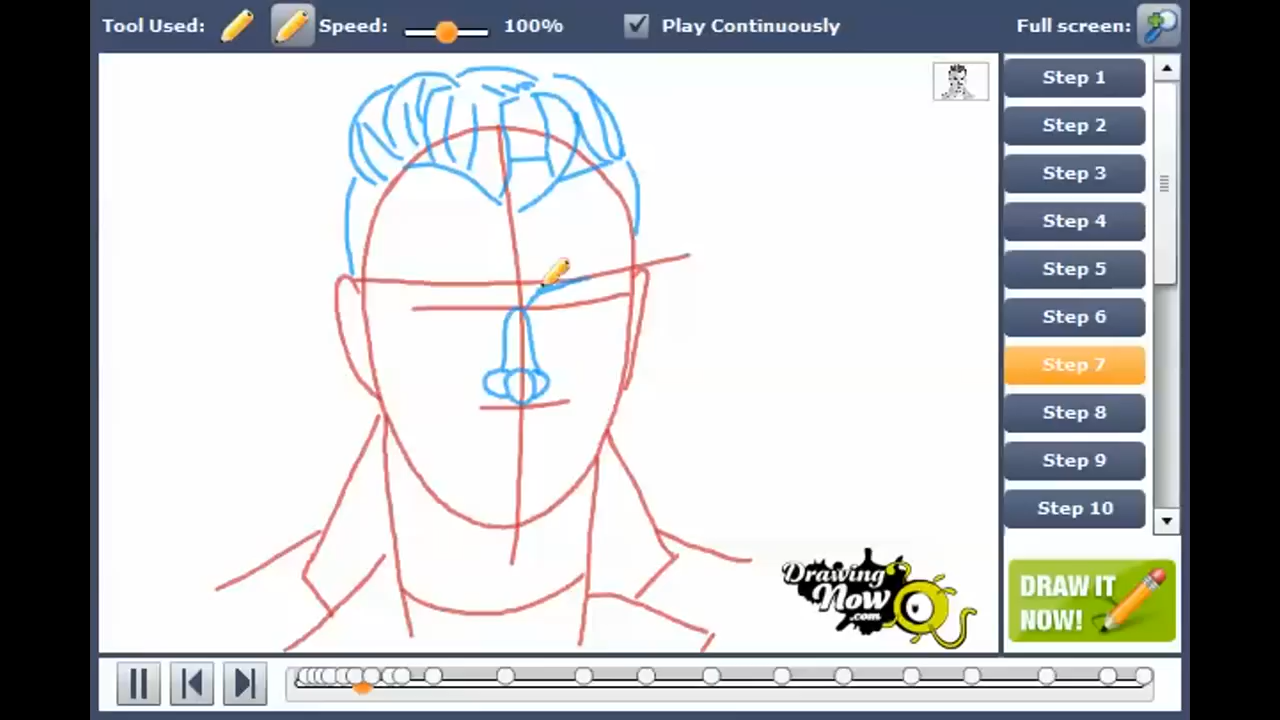 Tool Used: Speed: 100% Play Continuously Full screen:
Step 1
Step 2
Step 3
Step 4
Step 5
Step 6
Step 7
Step 8
Step 9
Step 10
Drawing
Now
.com
DRAW IT
NOW!